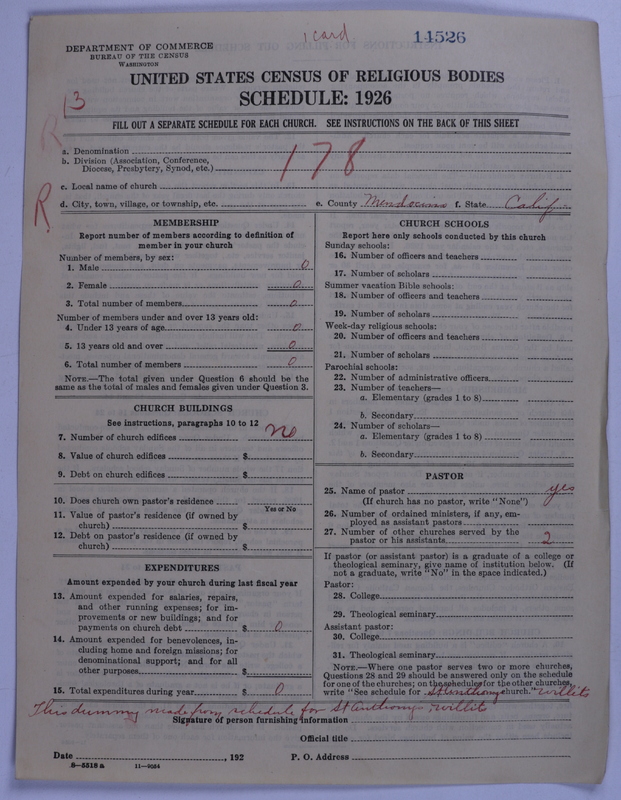 1 card
14526
DEPARTMENT OF COMMERCE
BUREAU OF THE CENSUS
WASHINGTON
UNITED STATES CENSUS OF RELIGIOUS BODIES
SCHEDULE: 1926
R 13
FILL OUT A SEPARATE SCHEDULE FOR EACH CHURCH. SEE INSTRUCTIONS ON THE BACK OF THIS SHEET
a. Denomination
b. Division (Association, Conference,
Diocese, Presbytery, Synod, etc.)
178
c. Local name of church
R
d. City, town, village, or township, etc. e. County Mendocino f. State Calif
MEMBERSHIP
Report number of members according to definition of
member in your church
Number of members, by sex:
1. Male 0
2. Female 0
3. Total number of members 0
Number of members under and over 13 years old:
4. Under 13 years of age 0
5. 13 years old and over 0
6. Total number of members 0
NOTE.—The total given under Question 6 should be the
same as the total of males and females given under Question 3.
CHURCH BUILDINGS
See instructions, paragraphs 10 to 12
7. Number of church edifices no
8. Value of church edifices $
9. Debt on church edifices $
10. Does church own pastor's residence
Yes or No
11. Value of pastor's residence (if owned by
church) $
12. Debt on pastor's residence (if owned by
church) $
EXPENDITURES
Amount expended by your church during last fiscal year
13. Amount expended for salaries, repairs,
and other running expenses; for im-
provements or new buildings; and for
payments on church debt $ 0
14. Amount expended for benevolences, in-
cluding home and foreign missions; for
denominational support; and for all
other purposes $
15. Total expenditures during year $ 0
CHURCH SCHOOLS
Report here only schools conducted by this church
Sunday schools:
16. Number of officers and teachers
17. Number of scholars
Summer vacation Bible schools:
18. Number of officers and teachers
19. Number of scholars
Week-day religious schools:
20. Number of officers and teachers
21. Number of scholars
Parochial schools:
22. Number of administrative officers
23. Number of teachers—
a. Elementary (grades 1 to 8)
b. Secondary
24. Number of scholars—
a. Elementary (grades 1 to 8)
b. Secondary
PASTOR
25. Name of pastor yes
(If church has no pastor, write "None")
26. Number of ordained ministers, if any, em-
ployed as assistant pastors
27. Number of other churches served by the
pastor or his assistants 2
If pastor (or assistant pastor) is a graduate of a college or
theological seminary, give name of institution below. (If
not a graduate, write "No" in the space indicated.)
Pastor:
28. College
29. Theological seminary
Assistant pastor:
30. College
31. Theological seminary
NOTE.—Where one pastor serves two or more churches,
Questions 28 and 29 should be answered only on the schedule
for one of the churches; on the schedules for the other churches,
write "See schedule for St Anthony church." Willits
This dummy made from schedule for St Anthonys, Willits
Signature of person furnishing information
Official title
Date , 192 P. O. Address
8—5518 a 11—9034